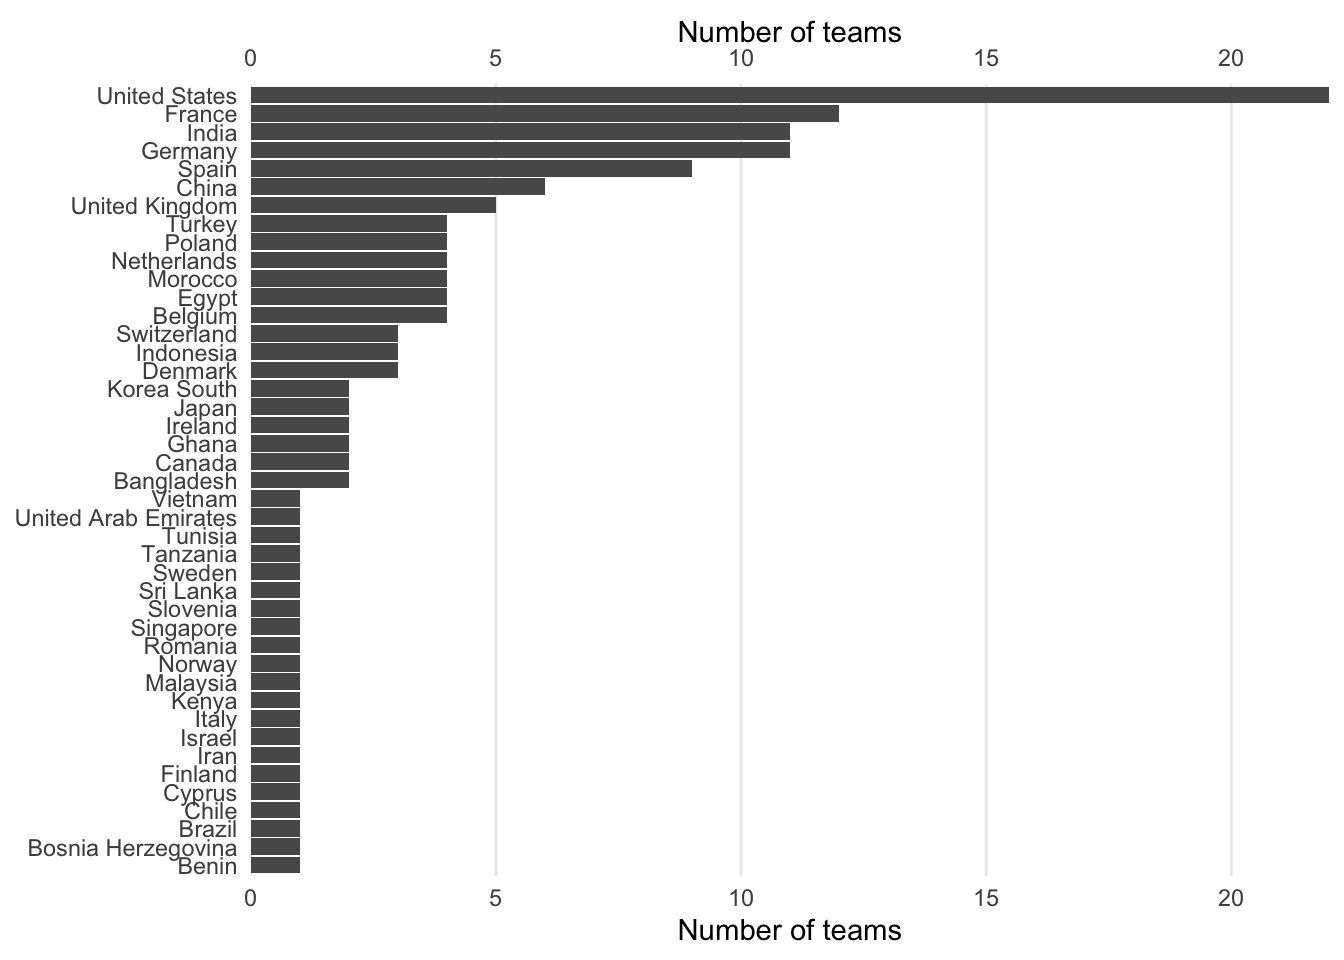 Number of teams
0 5 10 15 20
United States
France
India
Germany
Spain
China
United Kingdom
Turkey
Poland
Netherlands
Morocco
Egypt
Belgium
Switzerland
Indonesia
Denmark
Korea South
Japan
Ireland
Ghana
Canada
Bangladesh
Vietnam
United Arab Emirates
Tunisia
Tanzania
Sweden
Sri Lanka
Slovenia
Singapore
Romania
Norway
Malaysia
Kenya
Italy
Israel
Iran
Finland
Cyprus
Chile
Brazil
Bosnia Herzegovina
Benin
0 5 10 15 20
Number of teams